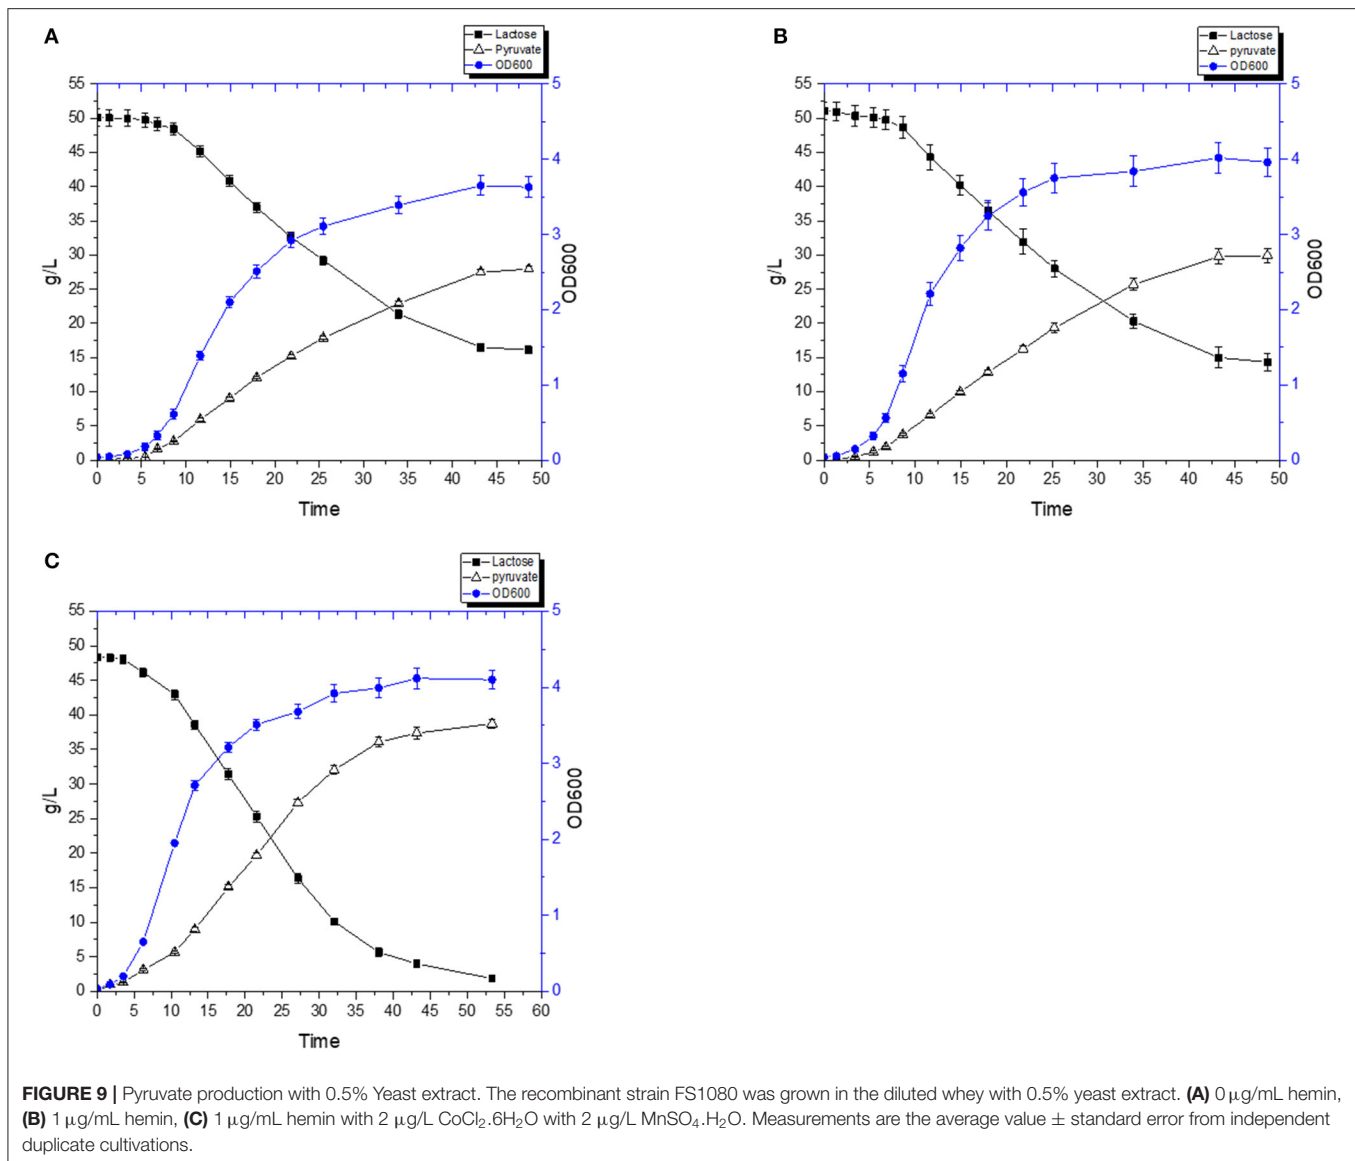 A
Lactose
Pyruvate
OD600
55
50
45
40
35
30
25
20
15
10
5
0
g/L
5
4
3
2
1
0
OD600
0 5 10 15 20 25 30 35 40 45 50
Time
B
Lactose
pyruvate
OD600
55
50
45
40
35
30
25
20
15
10
5
0
g/L
5
4
3
2
1
0
OD600
0 5 10 15 20 25 30 35 40 45 50
Time
C
Lactose
pyruvate
OD600
55
50
45
40
35
30
25
20
15
10
5
0
g/L
5
4
3
2
1
0
OD600
0 5 10 15 20 25 30 35 40 45 50 55 60
Time
FIGURE 9 | Pyruvate production with 0.5% Yeast extract. The recombinant strain FS1080 was grown in the diluted whey with 0.5% yeast extract. (A) 0 μg/mL hemin,
(B) 1 μg/mL hemin, (C) 1 μg/mL hemin with 2 μg/L CoCl₂.6H₂O with 2 μg/L MnSO₄.H₂O. Measurements are the average value ± standard error from independent
duplicate cultivations.